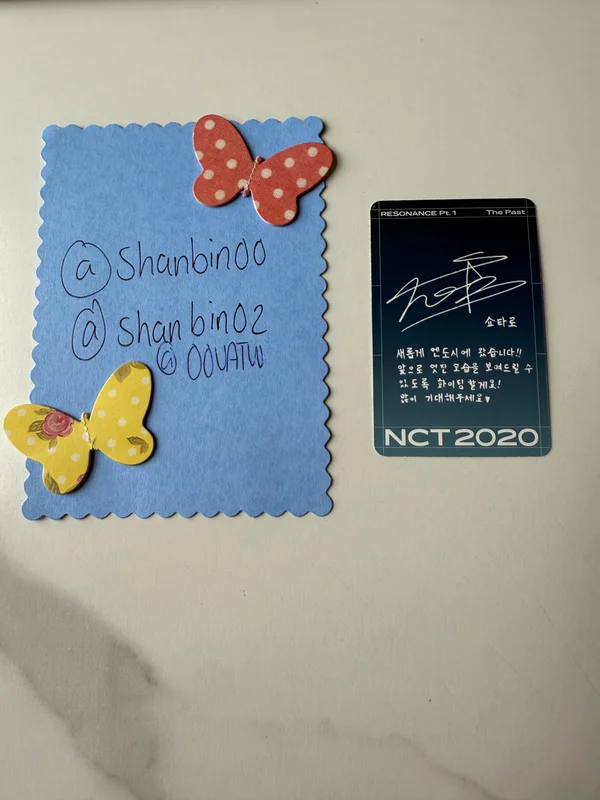 @shanbin00
@shanbin02
@00UATW
RESONANCE Pt. 1 The Past
쇼타로
새롭게 엔도시에 왔습니다!!
앞으로 멋진 모습을 보여드릴 수
있도록 화이팅 할게요!
많이 기대해주세요♥
NCT 2020